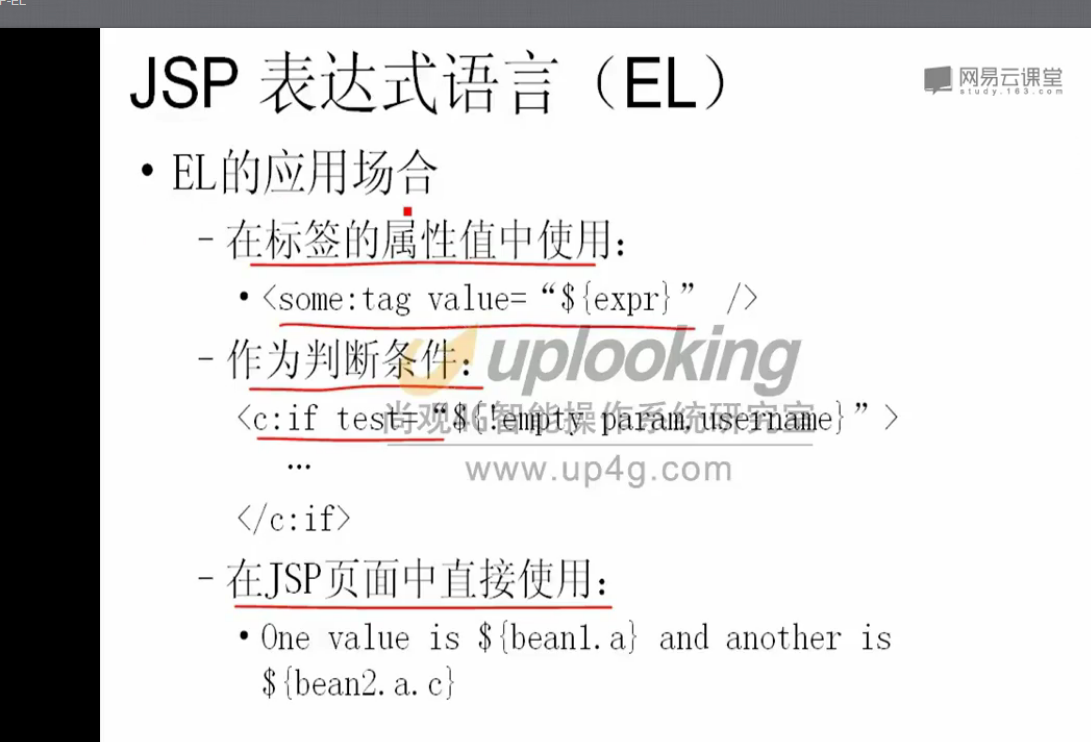 P-EL
JSP 表达式语言（EL）
网易云课堂
study.163.com
• EL的应用场合
– 在标签的属性值中使用：
• <some:tag value=“${expr}” />
– 作为判断条件：
uplooking
<c:if test=“${!empty param.username}” >
尚观4G智能操作系统研究室
…
www.up4g.com
</c:if>
– 在JSP页面中直接使用：
• One value is ${bean1.a} and another is
${bean2.a.c}